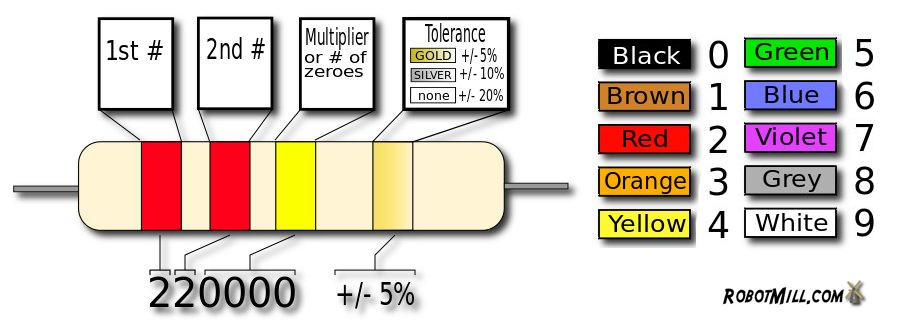 1st #
2nd #
Multiplier
or # of
zeroes
Tolerance
GOLD +/- 5%
SILVER +/- 10%
none +/- 20%
220000
+/- 5%
Black 0
Brown 1
Red 2
Orange 3
Yellow 4
Green 5
Blue 6
Violet 7
Grey 8
White 9
ROBOTMILL.COM